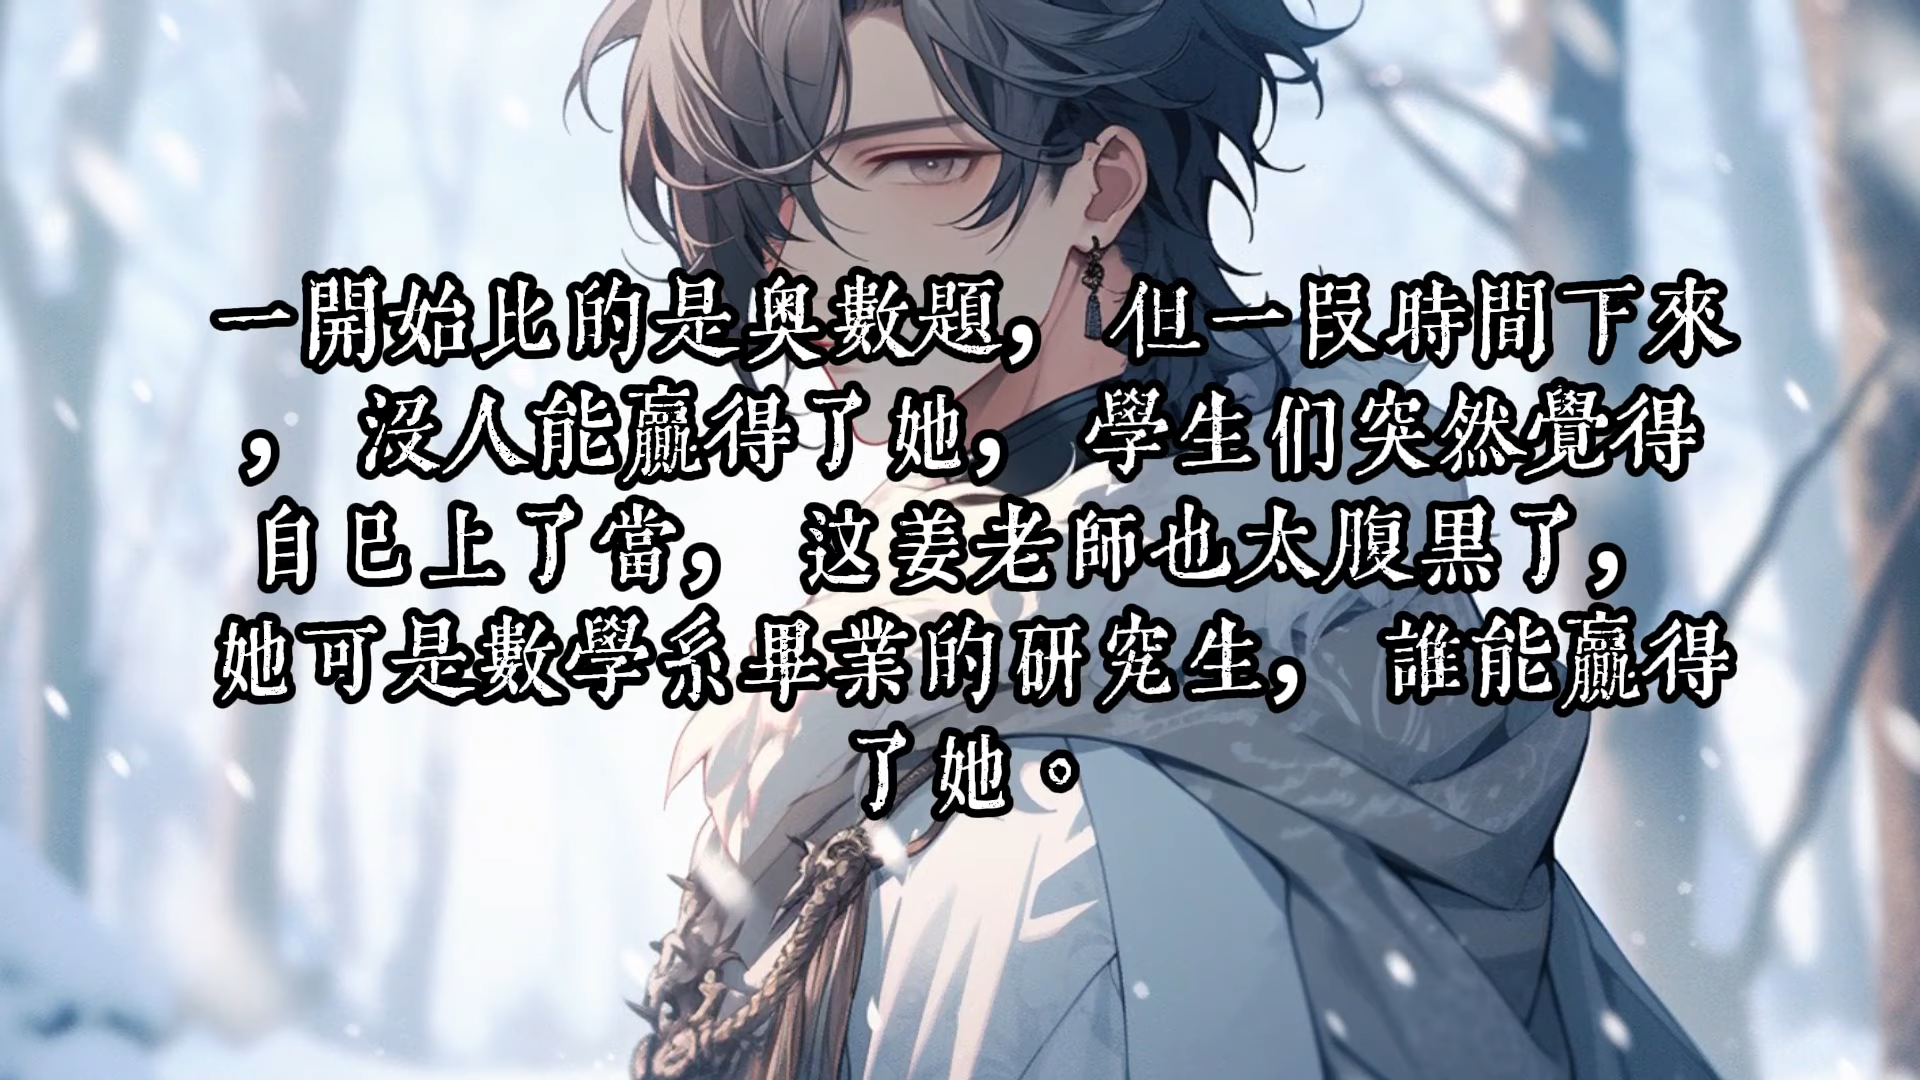 一開始比的是奧數題，但一段時間下來
，沒人能贏得了她，學生们突然覺得
自已上了當，这姜老師也太腹黑了，
她可是數學系畢業的研究生，誰能贏得
了她。